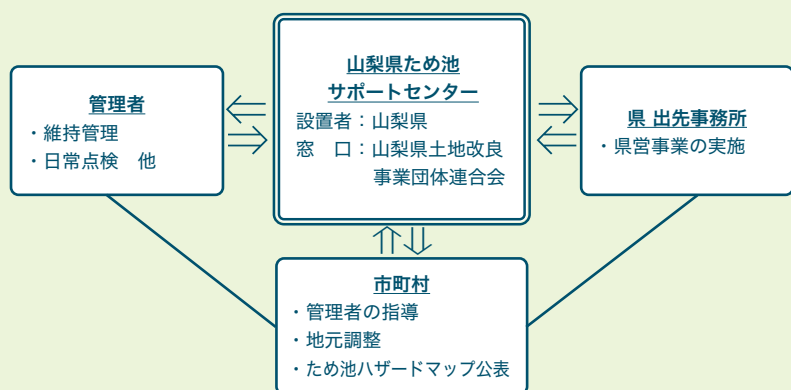 山梨県ため池
サポートセンター
設置者：山梨県
窓　口：山梨県土地改良
事業団体連合会
管理者
・維持管理
・日常点検　他
県 出先事務所
・県営事業の実施
市町村
・管理者の指導
・地元調整
・ため池ハザードマップ公表